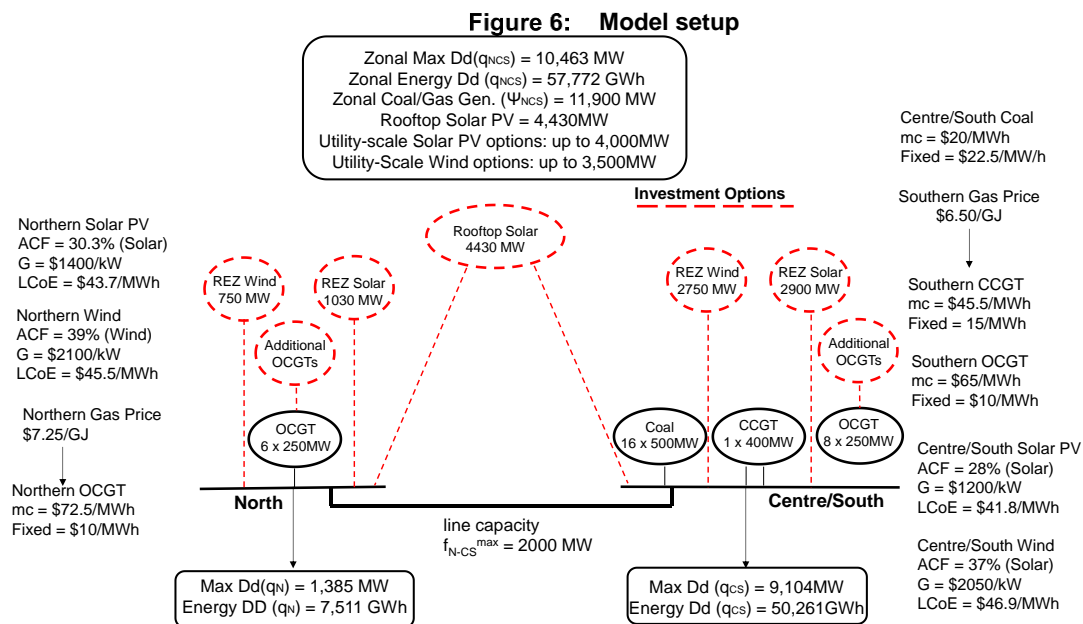 Figure 6: Model setup
Zonal Max Dd(qNCS) = 10,463 MW
Zonal Energy Dd (qNCS) = 57,772 GWh
Zonal Coal/Gas Gen. (ΨNCS) = 11,900 MW
Rooftop Solar PV = 4,430MW
Utility-scale Solar PV options: up to 4,000MW
Utility-Scale Wind options: up to 3,500MW
Investment Options
Northern Solar PV
ACF = 30.3% (Solar)
G = $1400/kW
LCoE = $43.7/MWh
Northern Wind
ACF = 39% (Wind)
G = $2100/kW
LCoE = $45.5/MWh
Northern Gas Price
$7.25/GJ
Northern OCGT
mc = $72.5/MWh
Fixed = $10/MWh
REZ Wind
750 MW
REZ Solar
1030 MW
Additional
OCGTs
OCGT
6 x 250MW
Rooftop Solar
4430 MW
REZ Wind
2750 MW
REZ Solar
2900 MW
Additional
OCGTs
Coal
16 x 500MW
CCGT
1 x 400MW
OCGT
8 x 250MW
North
Centre/South
line capacity
fN-CSmax = 2000 MW
Max Dd(qN) = 1,385 MW
Energy DD (qN) = 7,511 GWh
Max Dd (qCS) = 9,104MW
Energy Dd (qCS) = 50,261GWh
Centre/South Coal
mc = $20/MWh
Fixed = $22.5/MW/h
Southern Gas Price
$6.50/GJ
Southern CCGT
mc = $45.5/MWh
Fixed = 15/MWh
Southern OCGT
mc = $65/MWh
Fixed = $10/MWh
Centre/South Solar PV
ACF = 28% (Solar)
G = $1200/kW
LCoE = $41.8/MWh
Centre/South Wind
ACF = 37% (Solar)
G = $2050/kW
LCoE = $46.9/MWh